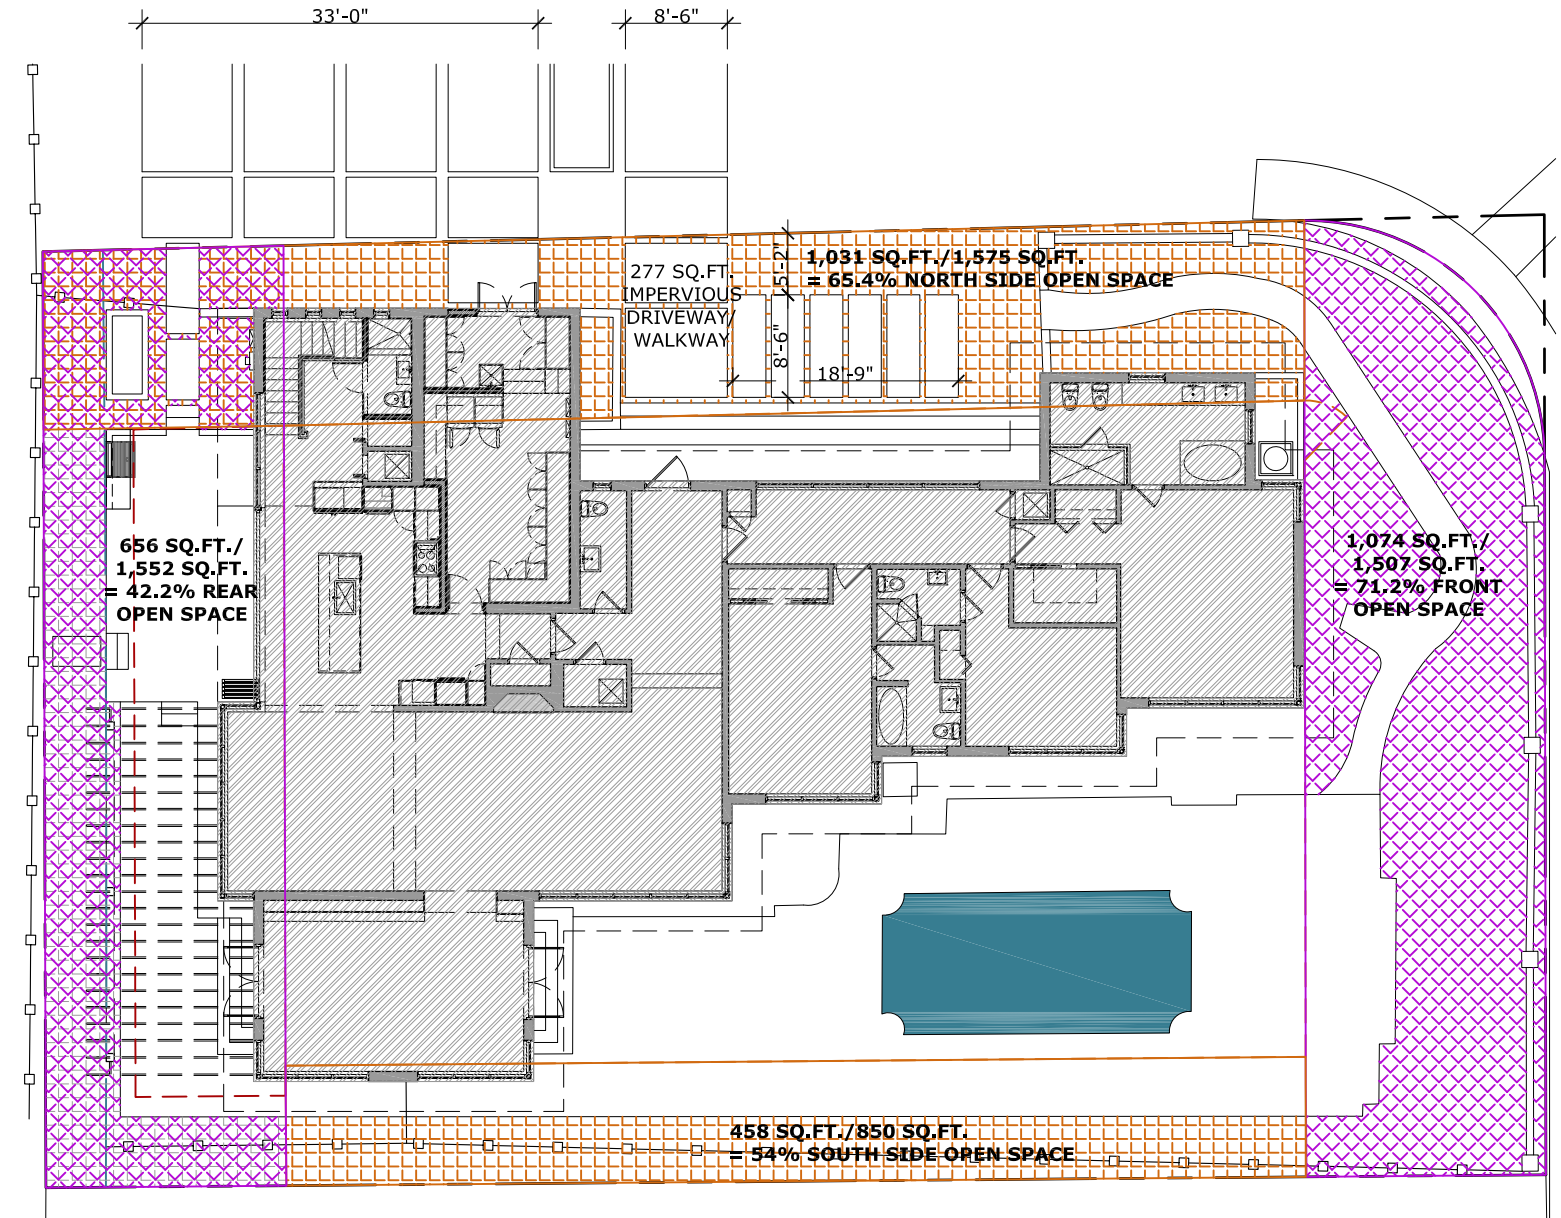 33'-0"
8'-6"
5'-2"
1,031 SQ.FT./1,575 SQ.FT.
= 65.4% NORTH SIDE OPEN SPACE
277 SQ.FT.
IMPERVIOUS
DRIVEWAY/
WALKWAY
8'-6"
18'-9"
656 SQ.FT./
1,552 SQ.FT.
= 42.2% REAR
OPEN SPACE
1,074 SQ.FT./
1,507 SQ.FT.
= 71.2% FRONT
OPEN SPACE
458 SQ.FT./850 SQ.FT.
= 54% SOUTH SIDE OPEN SPACE